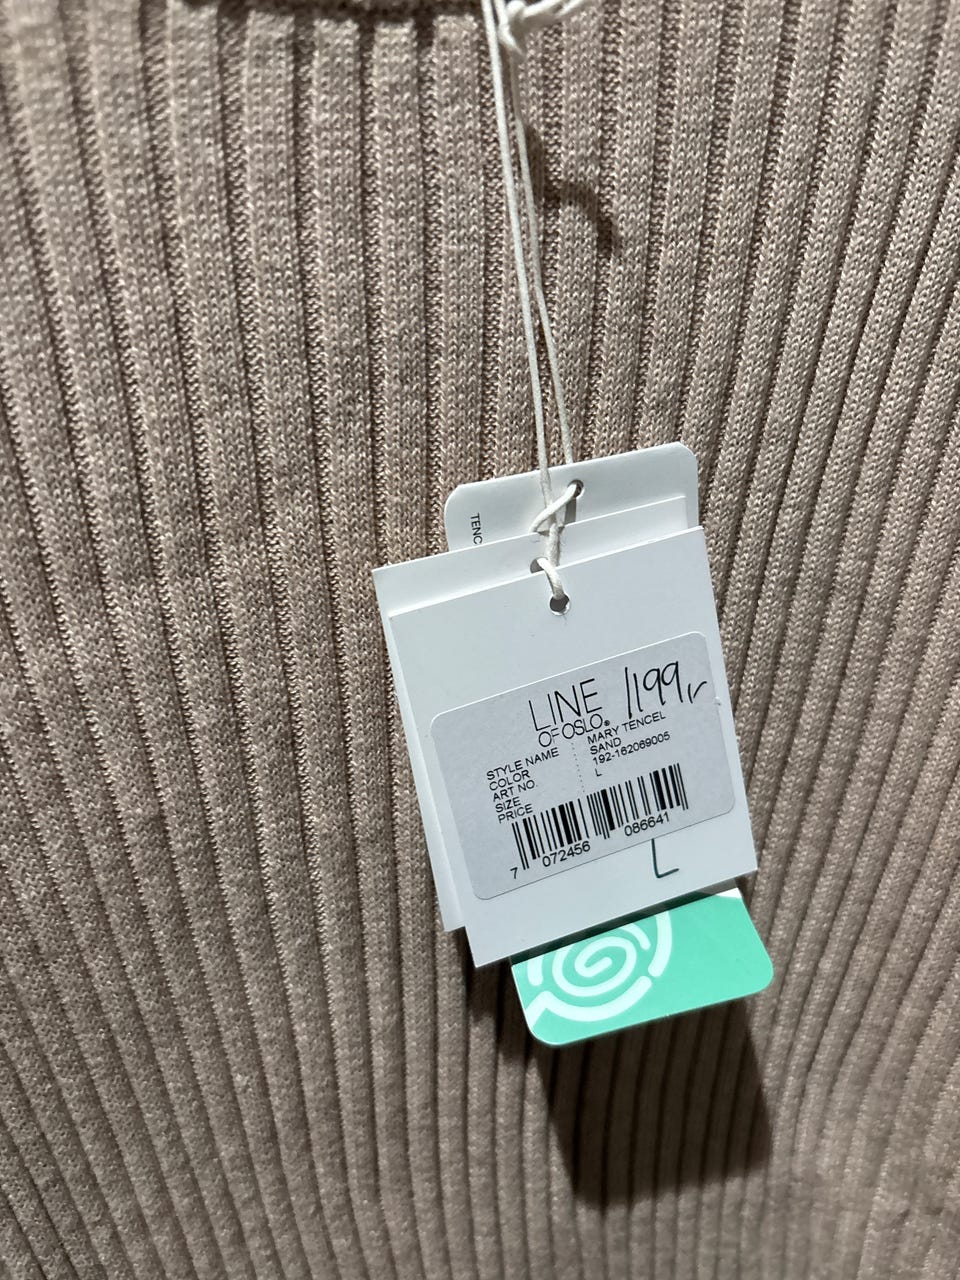 TENC
LINE 1199,-
OF OSLO®
STYLE NAME : MARY TENCEL
COLOR : SAND
ART NO. : 192-162069005
SIZE : L
PRICE
7 072456 086641
L